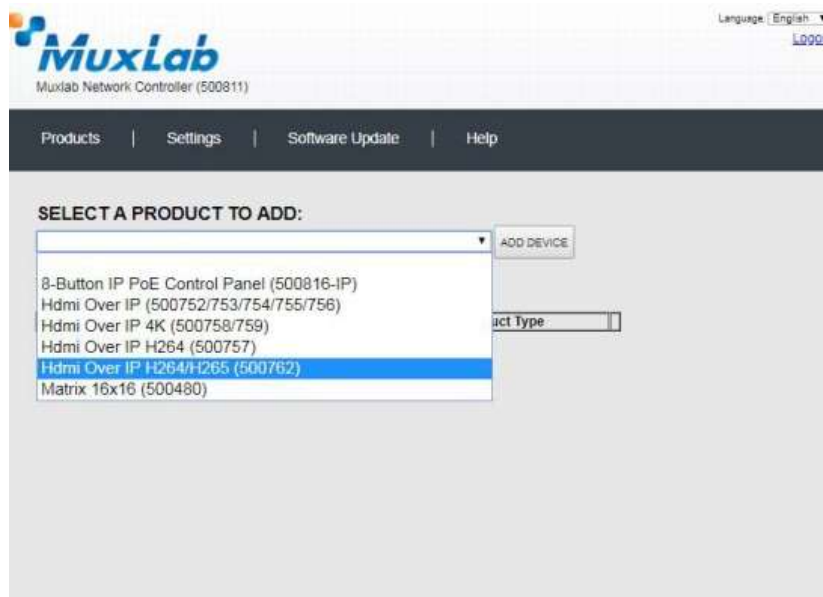 Language English
MuxLab
Muxlab Network Controller (500811)
Products | Settings | Software Update | Help
SELECT A PRODUCT TO ADD:
ADD DEVICE
8-Button IP PoE Control Panel (500816-IP)
Hdmi Over IP (500752/753/754/755/756)
Hdmi Over IP 4K (500758/759)
uct Type
Hdmi Over IP H264 (500757)
Hdmi Over IP H264/H265 (500762)
Matrix 16x16 (500480)